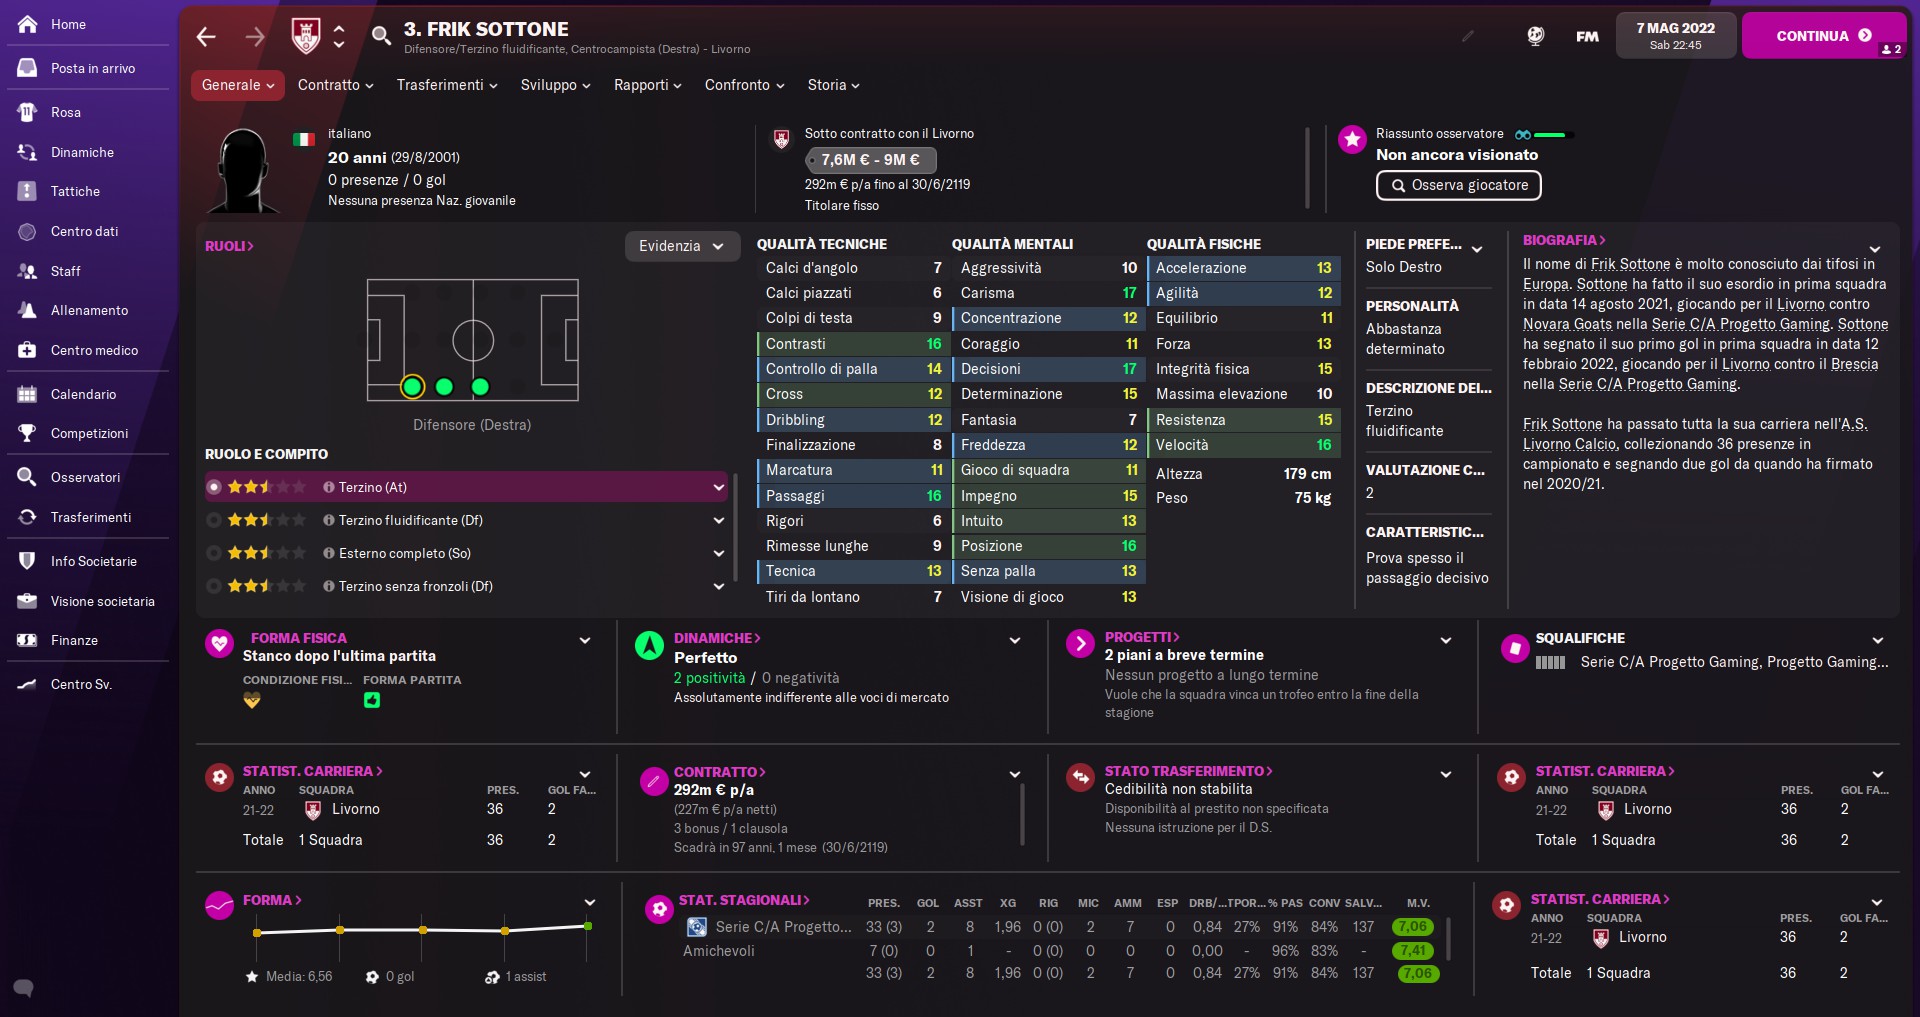 Home
Posta in arrivo
Rosa
Dinamiche
Tattiche
Centro dati
Staff
Allenamento
Centro medico
Calendario
Competizioni
Osservatori
Trasferimenti
Info Societarie
Visione societaria
Finanze
Centro Sv.
3. FRIK SOTTONE
Difensore/Terzino fluidificante, Centrocampista (Destra) - Livorno
FM
7 MAG 2022
Sab 22:45
CONTINUA
2
Generale
Contratto
Trasferimenti
Sviluppo
Rapporti
Confronto
Storia
italiano
20 anni (29/8/2001)
0 presenze / 0 gol
Nessuna presenza Naz. giovanile
Sotto contratto con il Livorno
7,6M € - 9M €
292m € p/a fino al 30/6/2119
Titolare fisso
Riassunto osservatore
Non ancora visionato
Osserva giocatore
RUOLI
Evidenzia
Difensore (Destra)
RUOLO E COMPITO
Terzino (At)
Terzino fluidificante (Df)
Esterno completo (So)
Terzino senza fronzoli (Df)
QUALITÀ TECNICHE
Calci d'angolo 7
Calci piazzati 6
Colpi di testa 9
Contrasti 16
Controllo di palla 14
Cross 12
Dribbling 12
Finalizzazione 8
Marcatura 11
Passaggi 16
Rigori 6
Rimesse lunghe 9
Tecnica 13
Tiri da lontano 7
QUALITÀ MENTALI
Aggressività 10
Carisma 17
Concentrazione 12
Coraggio 11
Decisioni 17
Determinazione 15
Fantasia 7
Freddezza 12
Gioco di squadra 11
Impegno 15
Intuito 13
Posizione 16
Senza palla 13
Visione di gioco 13
QUALITÀ FISICHE
Accelerazione 13
Agilità 12
Equilibrio 11
Forza 13
Integrità fisica 15
Massima elevazione 10
Resistenza 15
Velocità 16
Altezza 179 cm
Peso 75 kg
PIEDE PREFE...
Solo Destro
PERSONALITÀ
Abbastanza
determinato
DESCRIZIONE DEI...
Terzino
fluidificante
VALUTAZIONE C...
2
CARATTERISTIC...
Prova spesso il
passaggio decisivo
BIOGRAFIA
Il nome di Frik Sottone è molto conosciuto dai tifosi in
Europa. Sottone ha fatto il suo esordio in prima squadra
in data 14 agosto 2021, giocando per il Livorno contro
Novara Goats nella Serie C/A Progetto Gaming. Sottone
ha segnato il suo primo gol in prima squadra in data 12
febbraio 2022, giocando per il Livorno contro il Brescia
nella Serie C/A Progetto Gaming.
Frik Sottone ha passato tutta la sua carriera nell'A.S.
Livorno Calcio, collezionando 36 presenze in
campionato e segnando due gol da quando ha firmato
nel 2020/21.
FORMA FISICA
Stanco dopo l'ultima partita
CONDIZIONE FISI... FORMA PARTITA
DINAMICHE
Perfetto
2 positività / 0 negatività
Assolutamente indifferente alle voci di mercato
PROGETTI
2 piani a breve termine
Nessun progetto a lungo termine
Vuole che la squadra vinca un trofeo entro la fine della
stagione
SQUALIFICHE
Serie C/A Progetto Gaming, Progetto Gaming...
STATIST. CARRIERA
ANNO SQUADRA PRES. GOL FA...
21-22 Livorno 36 2
Totale 1 Squadra 36 2
CONTRATTO
292m € p/a
(227m € p/a netti)
3 bonus / 1 clausola
Scadrà in 97 anni, 1 mese (30/6/2119)
STATO TRASFERIMENTO
Cedibilità non stabilita
Disponibilità al prestito non specificata
Nessuna istruzione per il D.S.
STATIST. CARRIERA
ANNO SQUADRA PRES. GOL FA...
21-22 Livorno 36 2
Totale 1 Squadra 36 2
FORMA
Media: 6,56 0 gol 1 assist
STAT. STAGIONALI PRES. GOL ASST XG RIG MIC AMM ESP DRB/... TPOR... % PAS CONV SALV... M.V.
Serie C/A Progetto... 33 (3) 2 8 1,96 0 (0) 2 7 0 0,84 27% 91% 84% 137 7,06
Amichevoli 7 (0) 0 1 - 0 (0) 0 0 0 0,00 - 96% 83% - 7,41
33 (3) 2 8 1,96 0 (0) 2 7 0 0,84 27% 91% 84% 137 7,06
STATIST. CARRIERA
ANNO SQUADRA PRES. GOL FA...
21-22 Livorno 36 2
Totale 1 Squadra 36 2